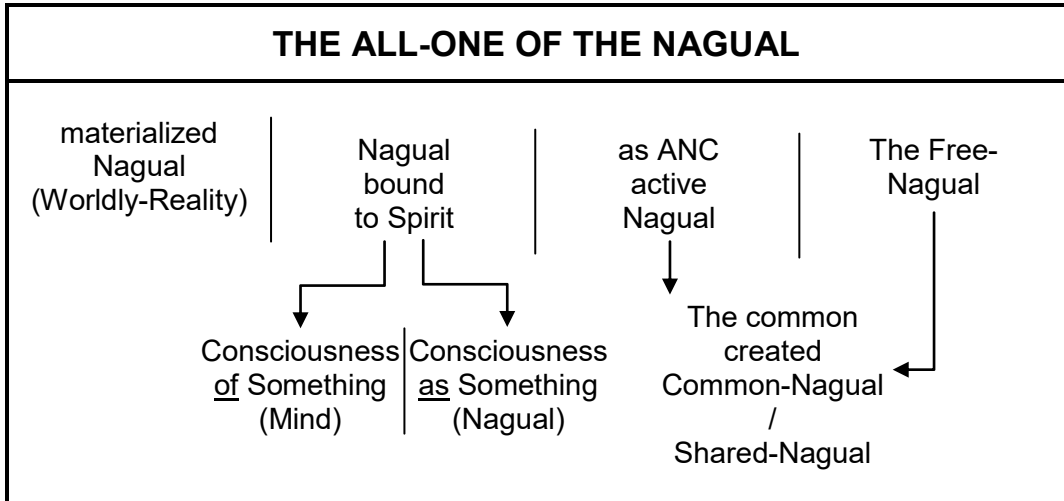 THE ALL-ONE OF THE NAGUAL
materialized
Nagual
(Worldly-Reality)
Nagual
bound
to Spirit
as ANC
active
Nagual
The Free-
Nagual
Consciousness
of Something
(Mind)
Consciousness
as Something
(Nagual)
The common
created
Common-Nagual
/
Shared-Nagual